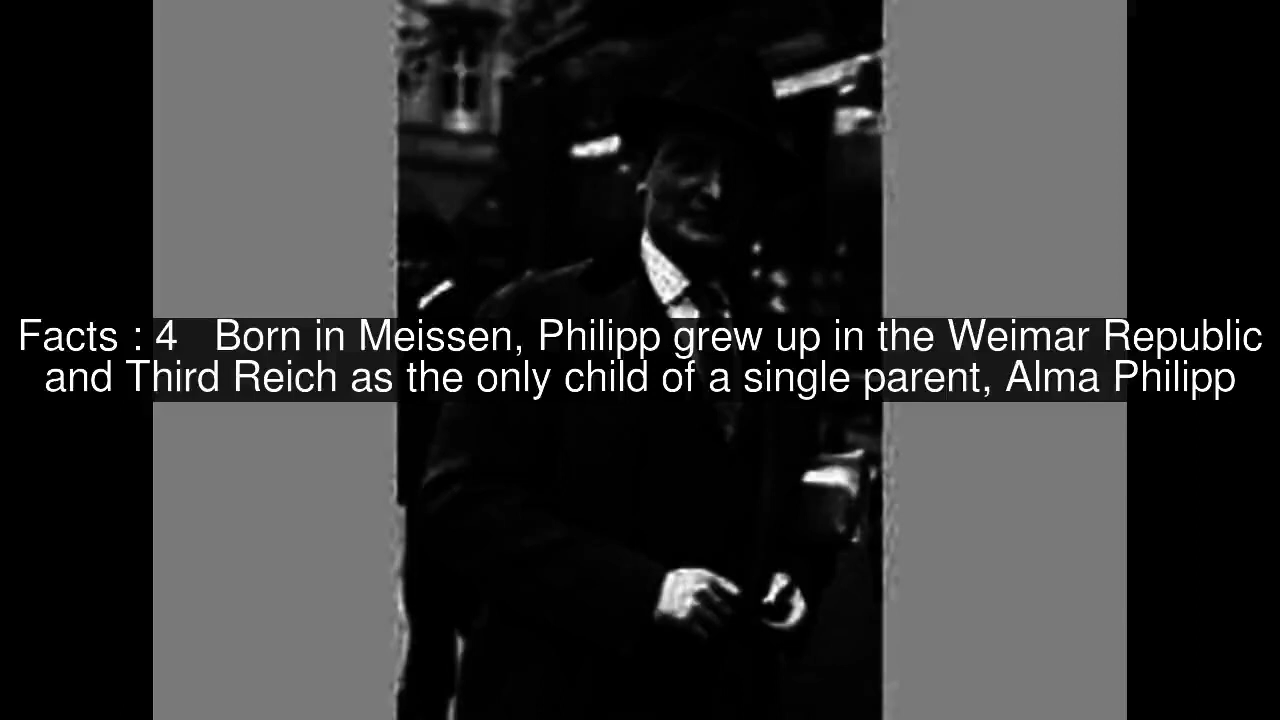 Facts : 4   Born in Meissen, Philipp grew up in the Weimar Republic
and Third Reich as the only child of a single parent, Alma Philipp